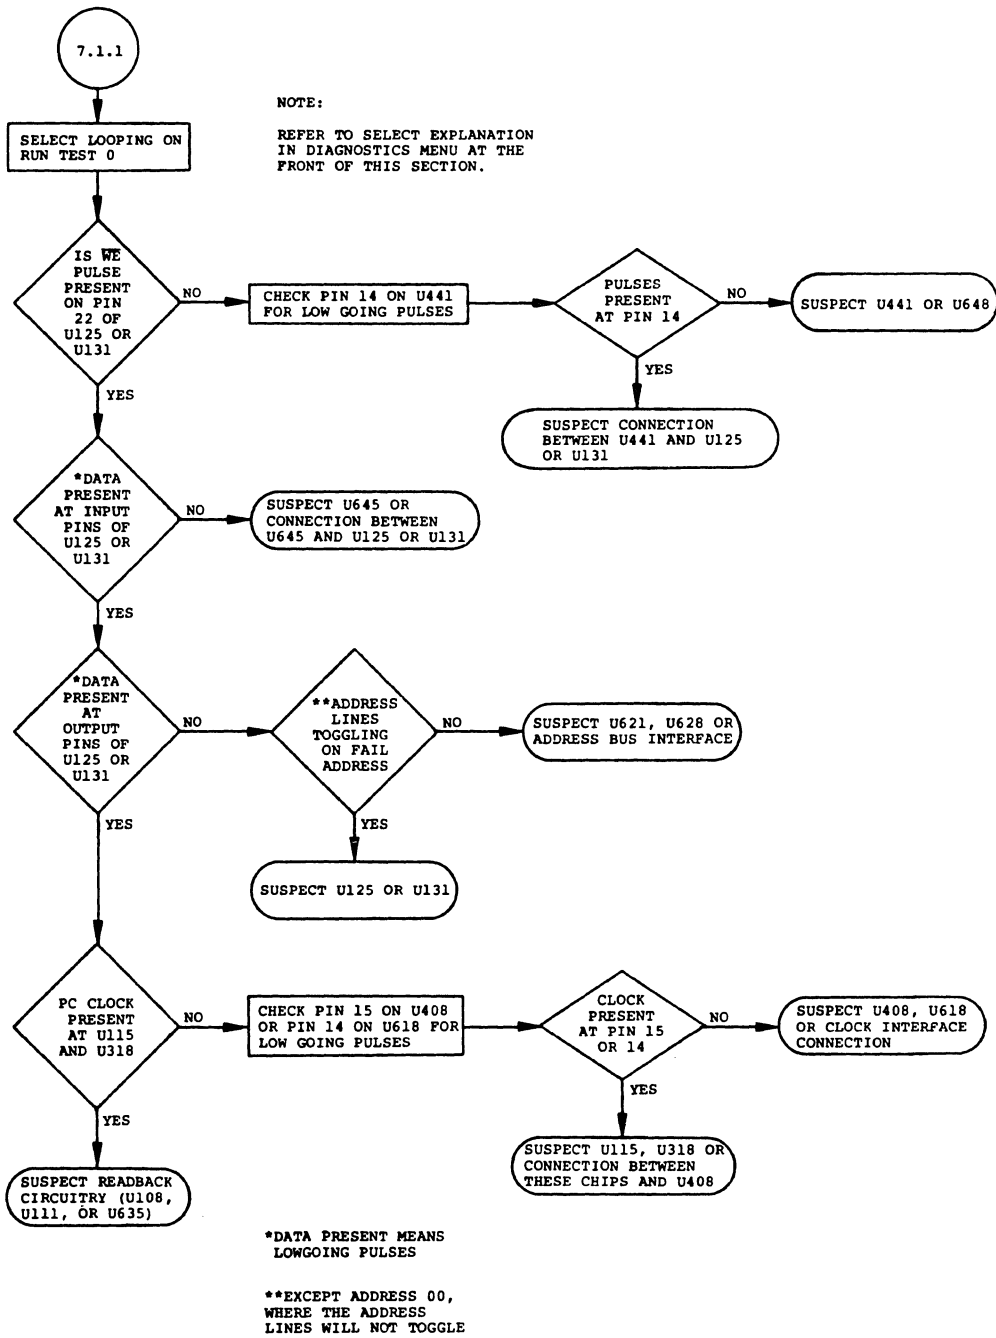 7.1.1
SELECT LOOPING ON
RUN TEST 0
NOTE:
REFER TO SELECT EXPLANATION
IN DIAGNOSTICS MENU AT THE
FRONT OF THIS SECTION.
IS W̅E̅
PULSE
PRESENT
ON PIN
22 OF
U125 OR
U131
NO
CHECK PIN 14 ON U441
FOR LOW GOING PULSES
PULSES
PRESENT
AT PIN 14
NO
SUSPECT U441 OR U648
YES
SUSPECT CONNECTION
BETWEEN U441 AND U125
OR U131
YES
*DATA
PRESENT
AT INPUT
PINS OF
U125 OR
U131
NO
SUSPECT U645 OR
CONNECTION BETWEEN
U645 AND U125 OR U131
YES
*DATA
PRESENT
AT
OUTPUT
PINS OF
U125 OR
U131
NO
**ADDRESS
LINES
TOGGLING
ON FAIL
ADDRESS
NO
SUSPECT U621, U628 OR
ADDRESS BUS INTERFACE
YES
SUSPECT U125 OR U131
YES
PC CLOCK
PRESENT
AT U115
AND U318
NO
CHECK PIN 15 ON U408
OR PIN 14 ON U618 FOR
LOW GOING PULSES
CLOCK
PRESENT
AT PIN 15
OR 14
NO
SUSPECT U408, U618
OR CLOCK INTERFACE
CONNECTION
YES
SUSPECT U115, U318 OR
CONNECTION BETWEEN
THESE CHIPS AND U408
YES
SUSPECT READBACK
CIRCUITRY (U108,
U111, OR U635)
*DATA PRESENT MEANS
LOWGOING PULSES
**EXCEPT ADDRESS 00,
WHERE THE ADDRESS
LINES WILL NOT TOGGLE